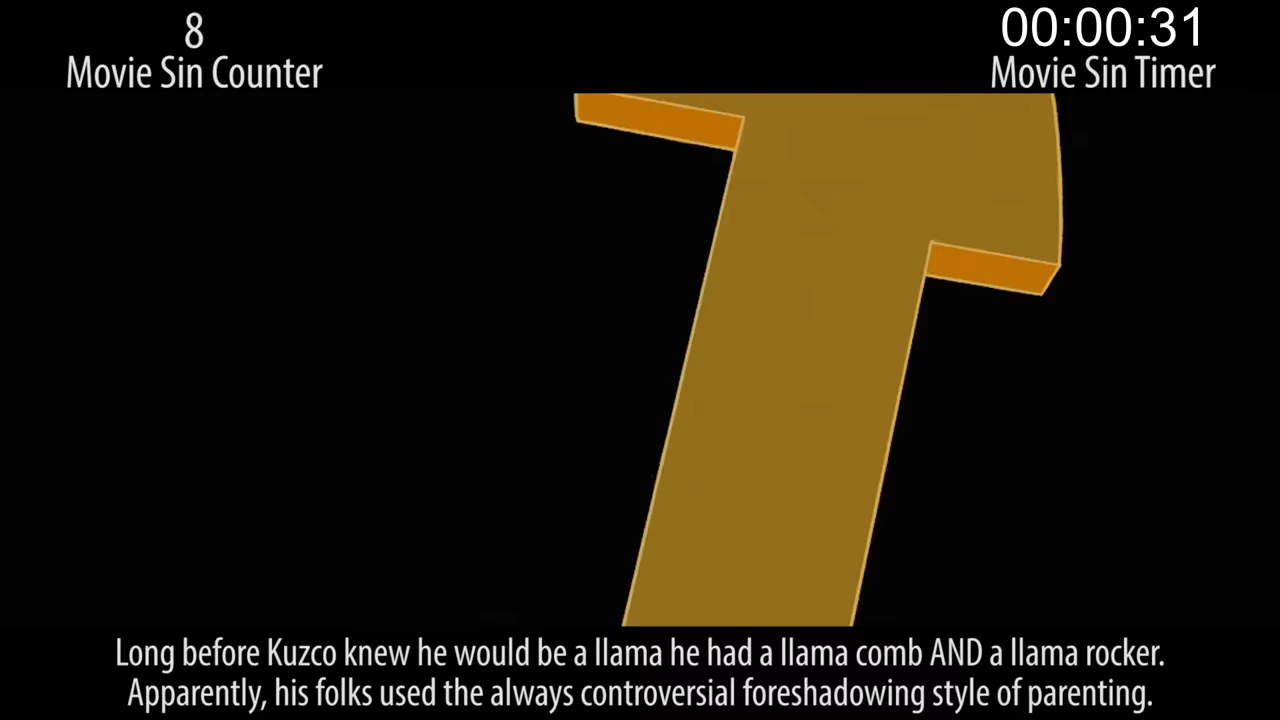 8
Movie Sin Counter
00:00:31
Movie Sin Timer
Long before Kuzco knew he would be a llama he had a llama comb AND a llama rocker.
Apparently, his folks used the always controversial foreshadowing style of parenting.